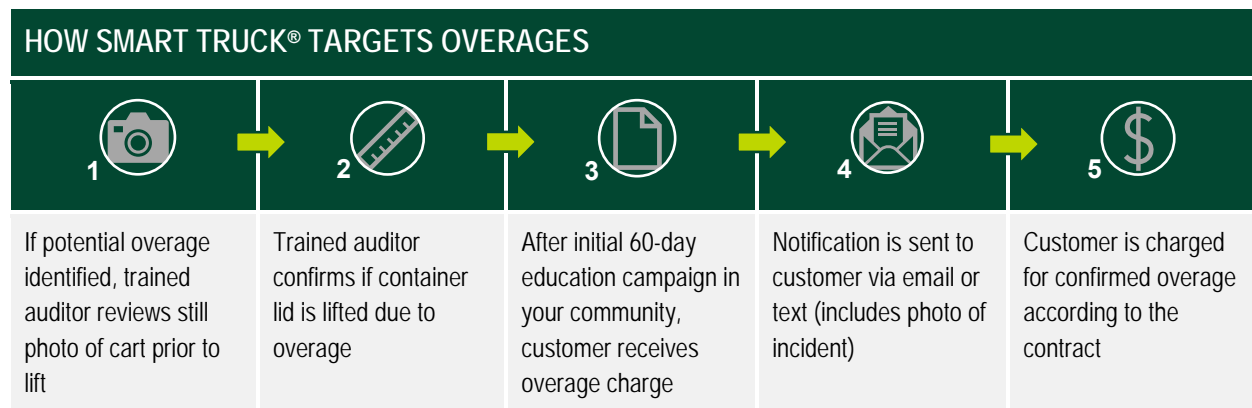 HOW SMART TRUCK® TARGETS OVERAGES
1
2
3
4
5
If potential overage
identified, trained
auditor reviews still
photo of cart prior to
lift
Trained auditor
confirms if container
lid is lifted due to
overage
After initial 60-day
education campaign in
your community,
customer receives
overage charge
Notification is sent to
customer via email or
text (includes photo of
incident)
Customer is charged
for confirmed overage
according to the
contract